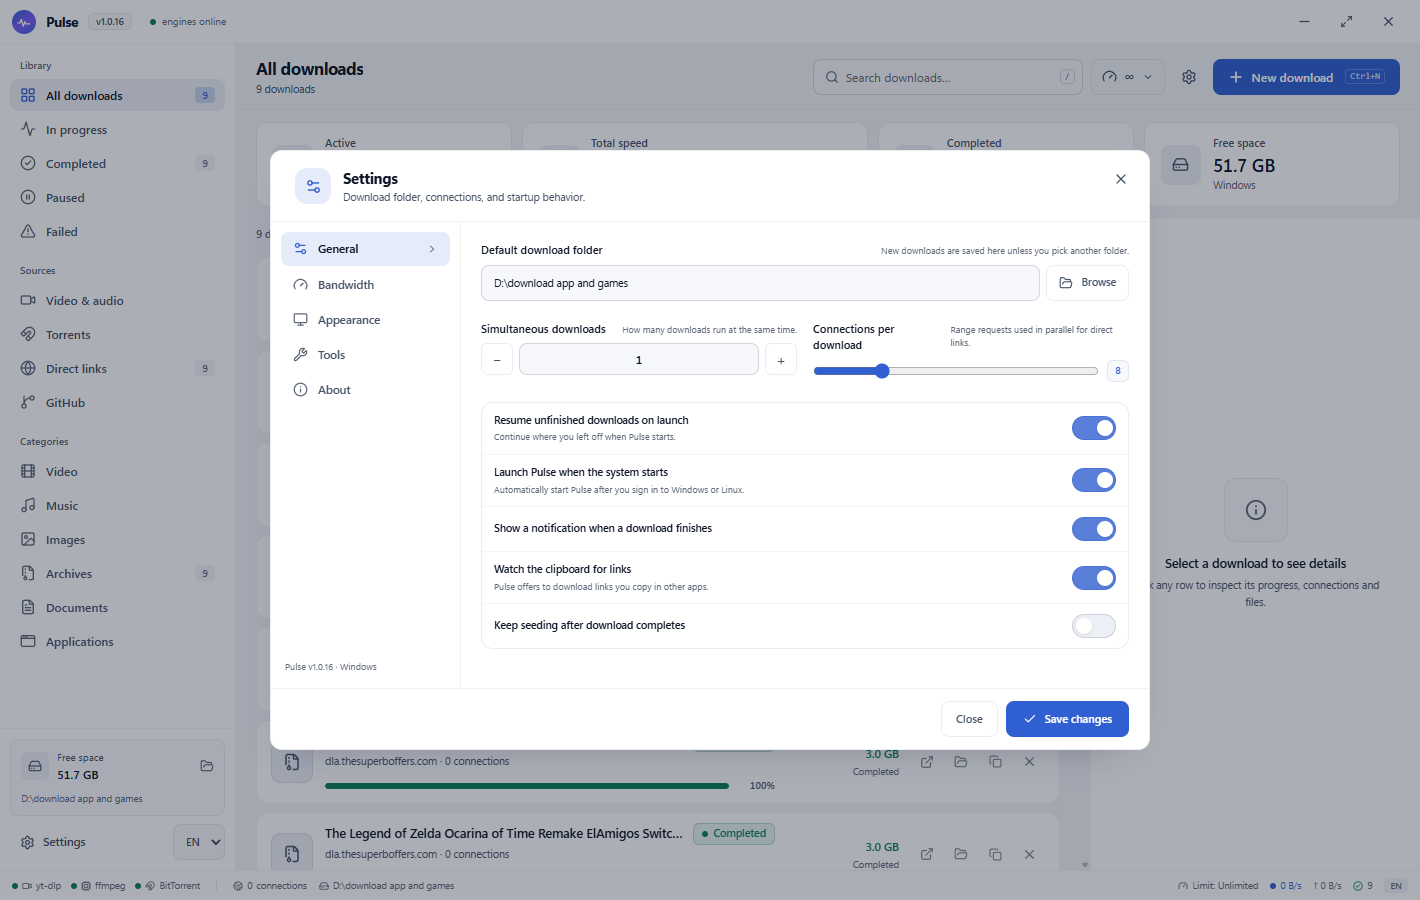 Pulse
v1.0.16
engines online
Library
All downloads
9
In progress
Completed
9
Paused
Failed
Sources
Video & audio
Torrents
Direct links
9
GitHub
Categories
Video
Music
Images
Archives
9
Documents
Applications
Free space
51.7 GB
D:\download app and games
Settings
EN
All downloads
9 downloads
Search downloads...
/
∞
New download
Ctrl+N
Active
Total speed
Completed
Free space
51.7 GB
Windows
9 d
Settings
Download folder, connections, and startup behavior.
General
Bandwidth
Appearance
Tools
About
Pulse v1.0.16 · Windows
Default download folder
New downloads are saved here unless you pick another folder.
D:\download app and games
Browse
Simultaneous downloads
How many downloads run at the same time.
−
1
+
Connections per
download
Range requests used in parallel for direct
links.
8
Resume unfinished downloads on launch
Continue where you left off when Pulse starts.
Launch Pulse when the system starts
Automatically start Pulse after you sign in to Windows or Linux.
Show a notification when a download finishes
Watch the clipboard for links
Pulse offers to download links you copy in other apps.
Keep seeding after download completes
Close
Save changes
Select a download to see details
k any row to inspect its progress, connections and
files.
dla.thesuperboffers.com · 0 connections
3.0 GB
Completed
100%
The Legend of Zelda Ocarina of Time Remake ElAmigos Switc...
Completed
dla.thesuperboffers.com · 0 connections
3.0 GB
Completed
yt-dlp
ffmpeg
BitTorrent
0 connections
D:\download app and games
Limit: Unlimited
0 B/s
↑ 0 B/s
9
EN